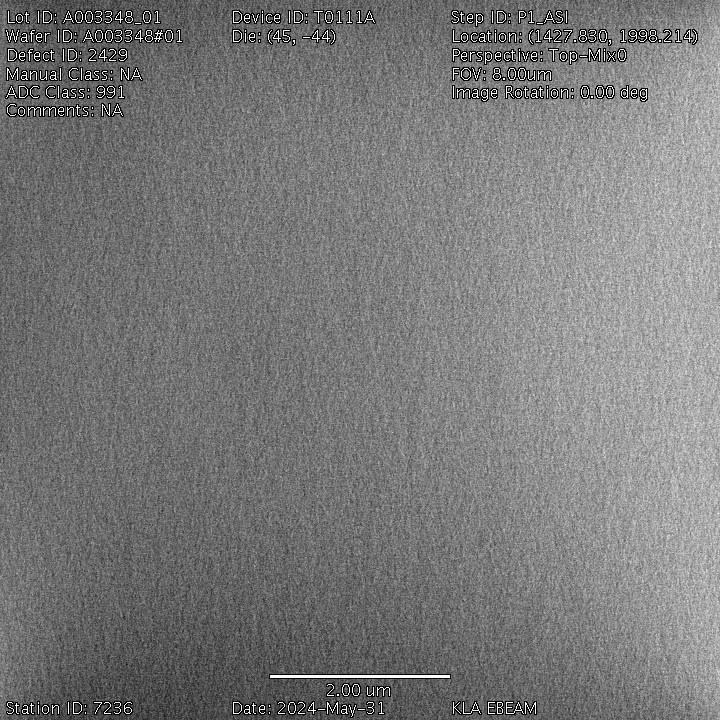 Lot ID: A003348_01 Device ID: T0111A Step ID: P1_ASI
Wafer ID: A003348#01 Die: (45, -44) Location: (1427.830, 1998.214)
Defect ID: 2429 Perspective: Top-Mix0
Manual Class: NA FOV: 8.00um
ADC Class: 991 Image Rotation: 0.00 deg
Comments: NA
2.00 um
Station ID: 7236 Date: 2024-May-31 KLA EBEAM